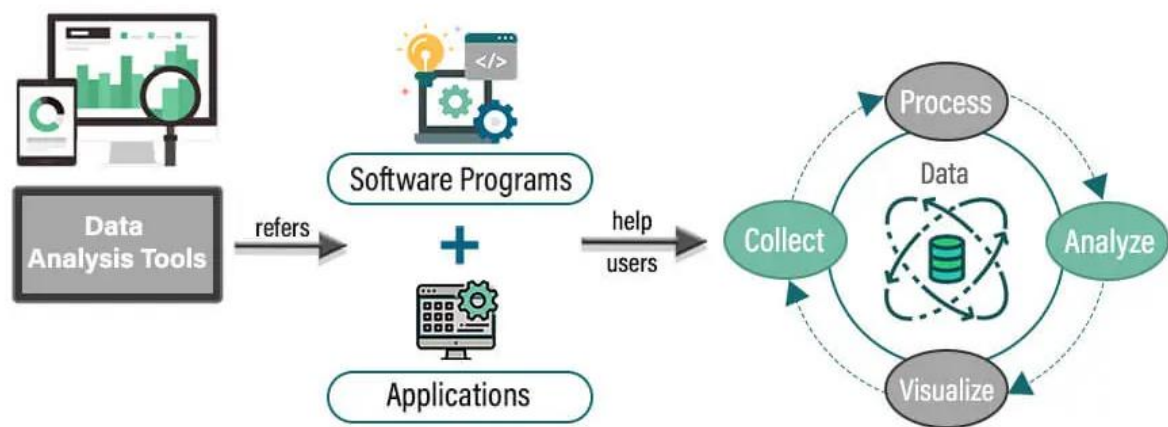 Data
Analysis Tools
refers
</>
Software Programs
+
Applications
help
users
Process
Data
Collect
Analyze
Visualize